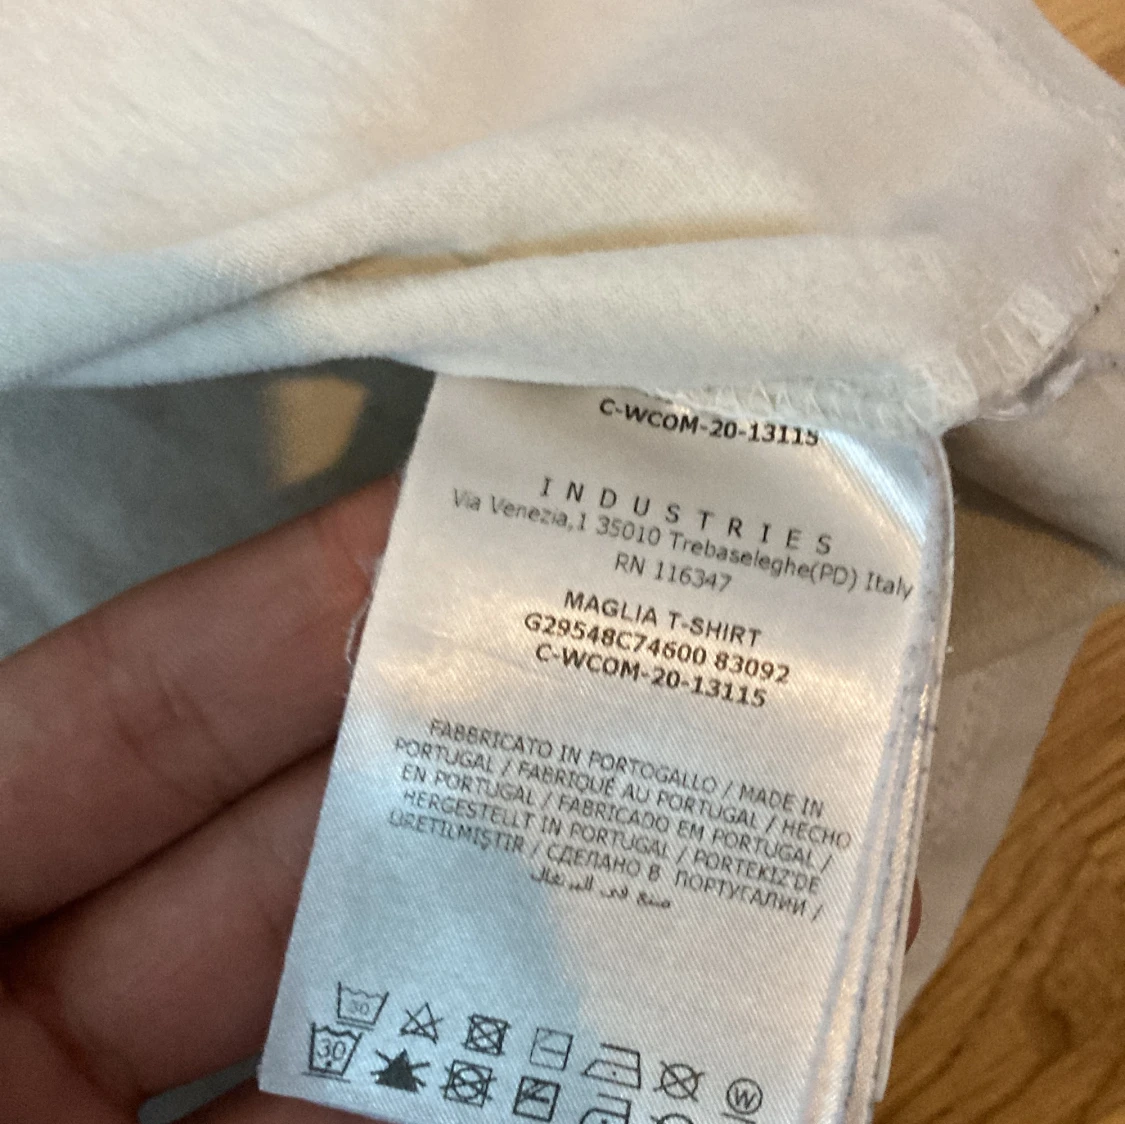 C-WCOM-20-13115
INDUSTRIES
Via Venezia,1 35010 Trebaseleghe(PD) Italy
RN 116347
MAGLIA T-SHIRT
G29548C74600 83092
C-WCOM-20-13115
FABBRICATO IN PORTOGALLO / MADE IN
PORTUGAL / FABRIQUÉ AU PORTUGAL / HECHO
EN PORTUGAL / FABRICADO EM PORTUGAL /
HERGESTELLT IN PORTUGAL / PORTEKIZ'DE
ÜRETILMIŞTIR / СДЕЛАНО В ПОРТУГАЛИИ /
صنع في البرتغال
30
30
W